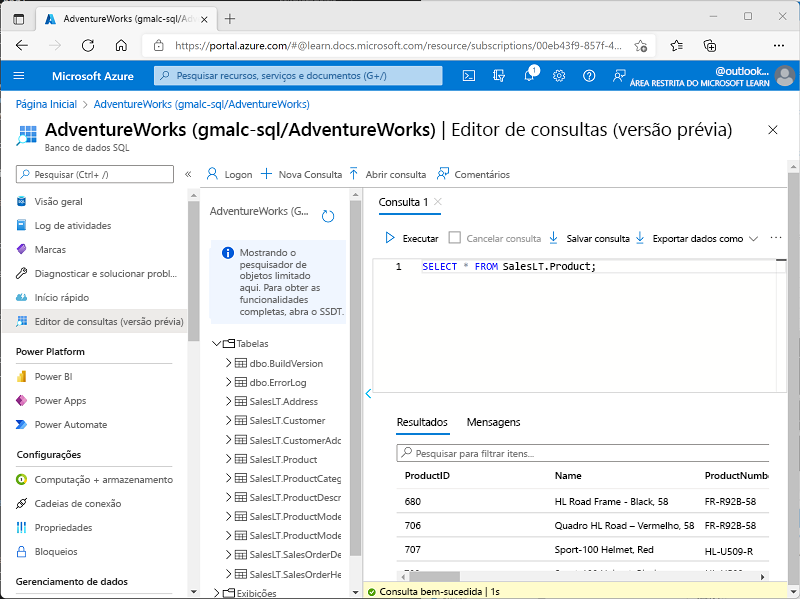 AdventureWorks (gmalc-sql/Adv
https://portal.azure.com/#@learn.docs.microsoft.com/resource/subscriptions/00eb43f9-857f-4...
Microsoft Azure
Pesquisar recursos, serviços e documentos (G+/)
1
@outlook...
ÁREA RESTRITA DO MICROSOFT LEARN
Página Inicial > AdventureWorks (gmalc-sql/AdventureWorks)
AdventureWorks (gmalc-sql/AdventureWorks) | Editor de consultas (versão prévia)
Banco de dados SQL
Pesquisar (Ctrl+ /)
Visão geral
Log de atividades
Marcas
Diagnosticar e solucionar probl...
Início rápido
Editor de consultas (versão prévia)
Power Platform
Power BI
Power Apps
Power Automate
Configurações
Computação + armazenamento
Cadeias de conexão
Propriedades
Bloqueios
Gerenciamento de dados
Logon
Nova Consulta
Abrir consulta
Comentários
AdventureWorks (G...
Mostrando o
pesquisador de
objetos limitado
aqui. Para obter as
funcionalidades
completas, abra o SSDT.
Tabelas
dbo.BuildVersion
dbo.ErrorLog
SalesLT.Address
SalesLT.Customer
SalesLT.CustomerAdd
SalesLT.Product
SalesLT.ProductCateg
SalesLT.ProductDescr
SalesLT.ProductMode
SalesLT.ProductMode
SalesLT.SalesOrderDe
SalesLT.SalesOrderHe
Exibições
Consulta 1
Executar
Cancelar consulta
Salvar consulta
Exportar dados como
1 SELECT * FROM SalesLT.Product;
Resultados
Mensagens
Pesquisar para filtrar itens...
ProductID Name ProductNumbe
680 HL Road Frame - Black, 58 FR-R92B-58
706 Quadro HL Road – Vermelho, 58 FR-R92B-58
707 Sport-100 Helmet, Red HL-U509-R
Consulta bem-sucedida | 1s